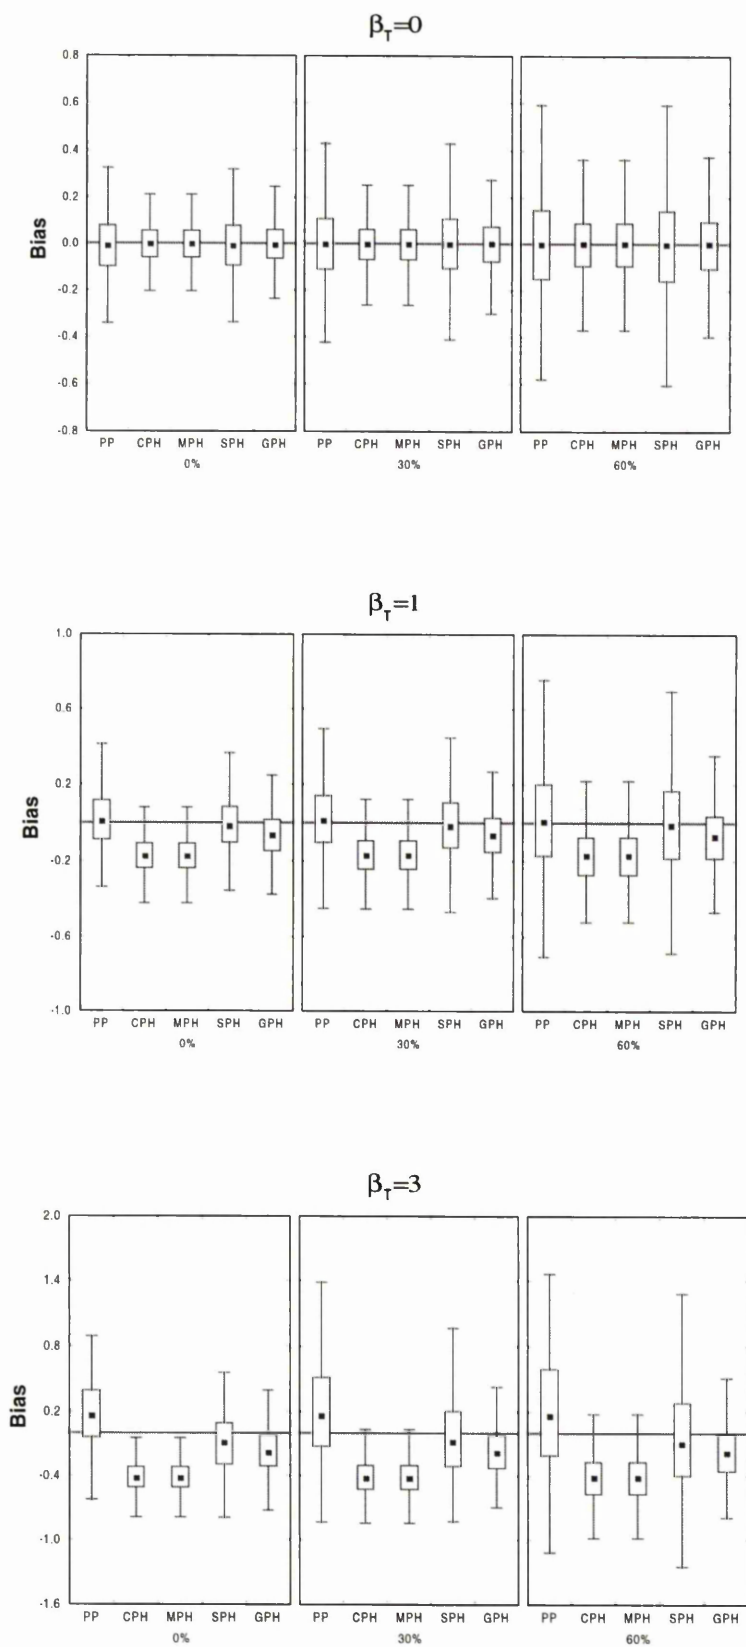 β_T=0
0.8
0.6
0.4
0.2
0.0
-0.2
-0.4
-0.6
-0.8
Bias
PP CPH MPH SPH GPH PP CPH MPH SPH GPH PP CPH MPH SPH GPH
0% 30% 60%
β_T=1
1.0
0.6
0.2
-0.2
-0.6
-1.0
Bias
PP CPH MPH SPH GPH PP CPH MPH SPH GPH PP CPH MPH SPH GPH
0% 30% 60%
β_T=3
2.0
1.4
0.8
0.2
-0.4
-1.0
-1.6
Bias
PP CPH MPH SPH GPH PP CPH MPH SPH GPH PP CPH MPH SPH GPH
0% 30% 60%